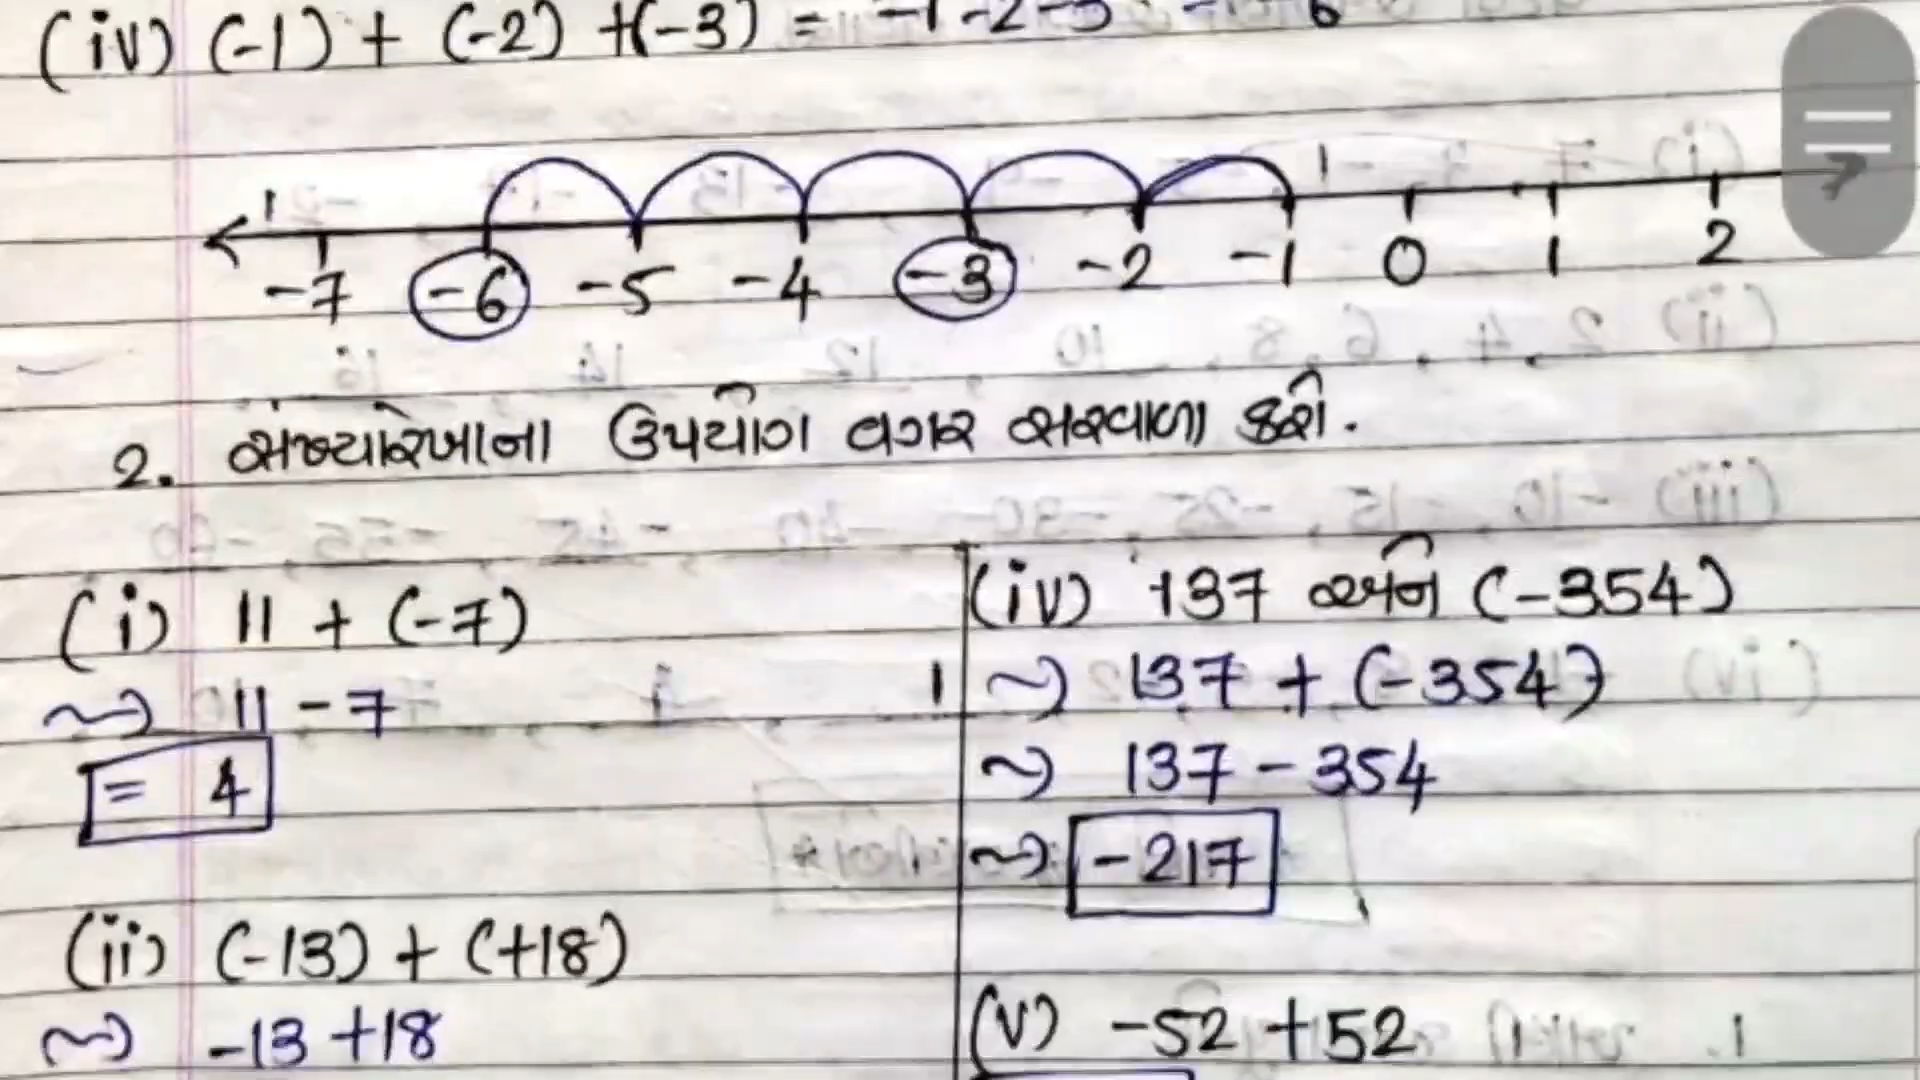 (iv) (-1) + (-2) +(-3) = -1-2-3 = -6
-7 -6 -5 -4 -3 -2 -1 0 1 2
2. સંખ્યારેખાના ઉપયોગ વગર સરવાળા કરો.
(i) 11 + (-7)
~> 11 - 7
= 4
(ii) (-13) + (+18)
~> -13 +18
(iv) 137 અને (-354)
~> 137 + (-354)
~> 137 - 354
~> -217
(v) -52 +52